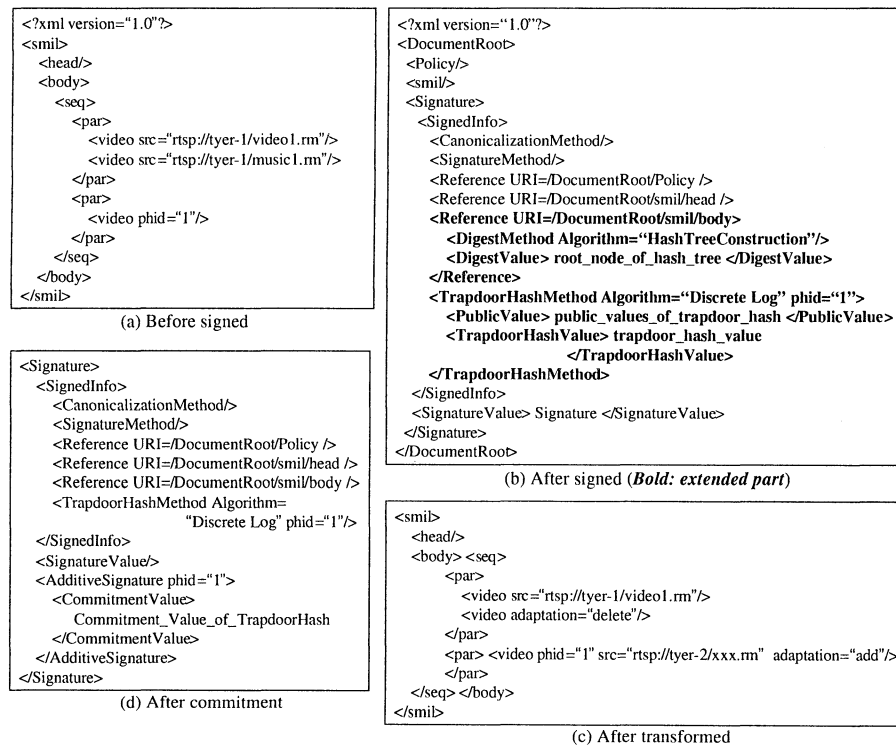 <?xml version=“1.0”?>
<smil>
<head/>
<body>
<seq>
<par>
<video src=“rtsp://tyer-1/video1.rm”/>
<video src=“rtsp://tyer-1/music1.rm”/>
</par>
<par>
<video phid=“1”/>
</par>
</seq>
</body>
</smil>
(a) Before signed
<?xml version=“1.0”?>
<DocumentRoot>
<Policy/>
<smil/>
<Signature>
<SignedInfo>
<CanonicalizationMethod/>
<SignatureMethod/>
<Reference URI=/DocumentRoot/Policy />
<Reference URI=/DocumentRoot/smil/head />
<Reference URI=/DocumentRoot/smil/body>
<DigestMethod Algorithm=“HashTreeConstruction”/>
<DigestValue> root_node_of_hash_tree </DigestValue>
</Reference>
<TrapdoorHashMethod Algorithm=“Discrete Log” phid=“1”>
<PublicValue> public_values_of_trapdoor_hash </PublicValue>
<TrapdoorHashValue> trapdoor_hash_value
</TrapdoorHashValue>
</TrapdoorHashMethod>
</SignedInfo>
<SignatureValue> Signature </SignatureValue>
</Signature>
</DocumentRoot>
(b) After signed (Bold: extended part)
<Signature>
<SignedInfo>
<CanonicalizationMethod/>
<SignatureMethod/>
<Reference URI=/DocumentRoot/Policy />
<Reference URI=/DocumentRoot/smil/head />
<Reference URI=/DocumentRoot/smil/body />
<TrapdoorHashMethod Algorithm=
“Discrete Log” phid=“1”/>
</SignedInfo>
<SignatureValue/>
<AdditiveSignature phid=“1”>
<CommitmentValue>
Commitment_Value_of_TrapdoorHash
</CommitmentValue>
</AdditiveSignature>
</Signature>
(d) After commitment
<smil>
<head/>
<body> <seq>
<par>
<video src=“rtsp://tyer-1/video1.rm”/>
<video adaptation=“delete”/>
</par>
<par> <video phid=“1” src=“rtsp://tyer-2/xxx.rm” adaptation=“add”/>
</par>
</seq> </body>
</smil>
(c) After transformed